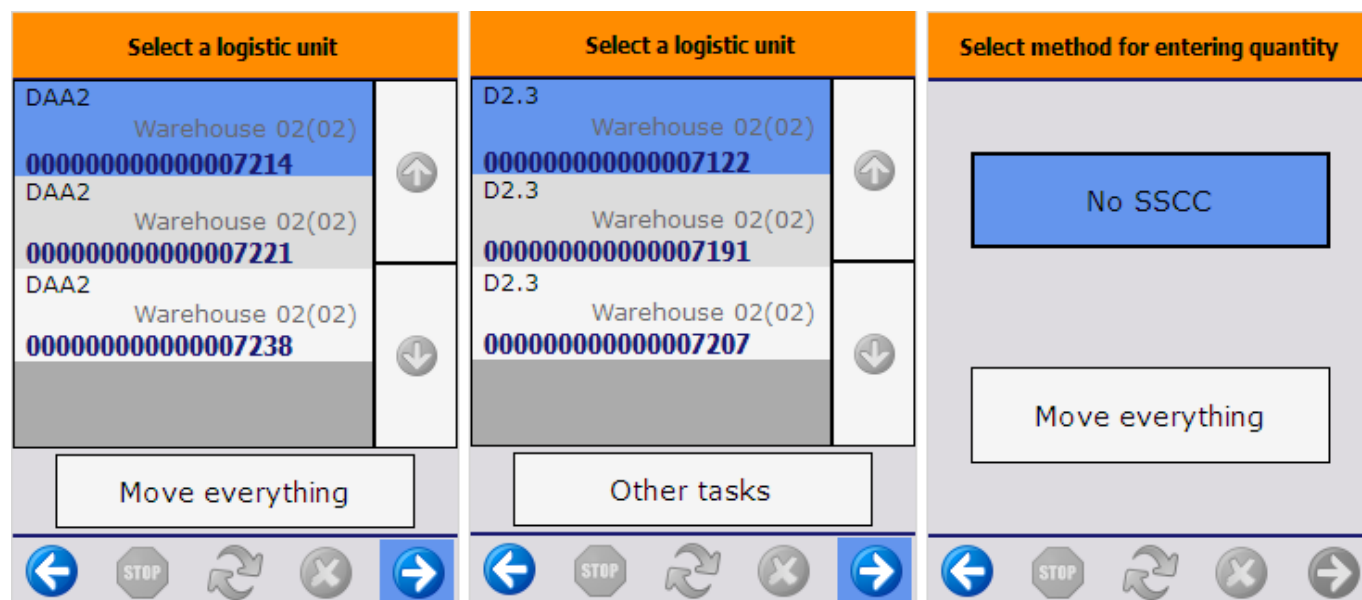 Select a logistic unit
DAA2
Warehouse 02(02)
000000000000007214
DAA2
Warehouse 02(02)
000000000000007221
DAA2
Warehouse 02(02)
000000000000007238
Move everything
STOP
Select a logistic unit
D2.3
Warehouse 02(02)
000000000000007122
D2.3
Warehouse 02(02)
000000000000007191
D2.3
Warehouse 02(02)
000000000000007207
Other tasks
STOP
Select method for entering quantity
No SSCC
Move everything
STOP